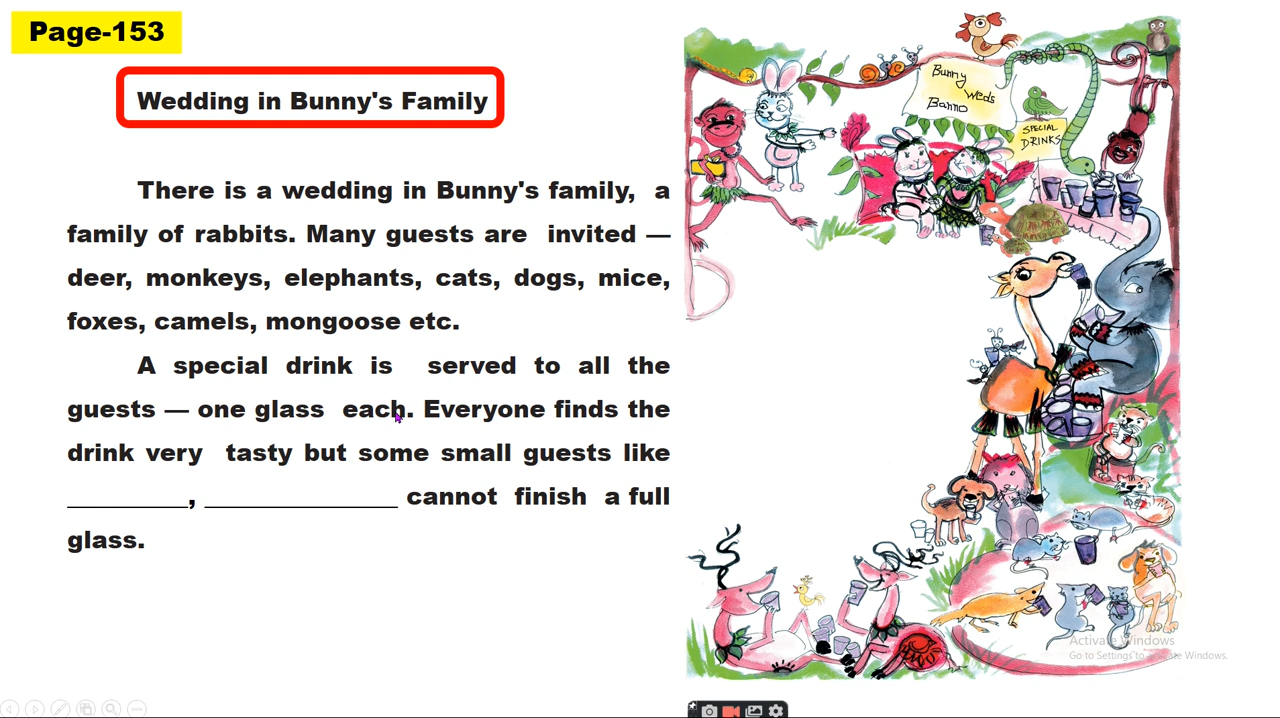 Page-153
Wedding in Bunny's Family
There is a wedding in Bunny's family, a
family of rabbits. Many guests are invited —
deer, monkeys, elephants, cats, dogs, mice,
foxes, camels, mongoose etc.
A special drink is served to all the
guests — one glass each. Everyone finds the
drink very tasty but some small guests like
_________, ______________ cannot finish a full
glass.
Bunny
weds
Banno
SPECIAL
DRINKS
Activate Windows
Go to Settings to activate Windows.